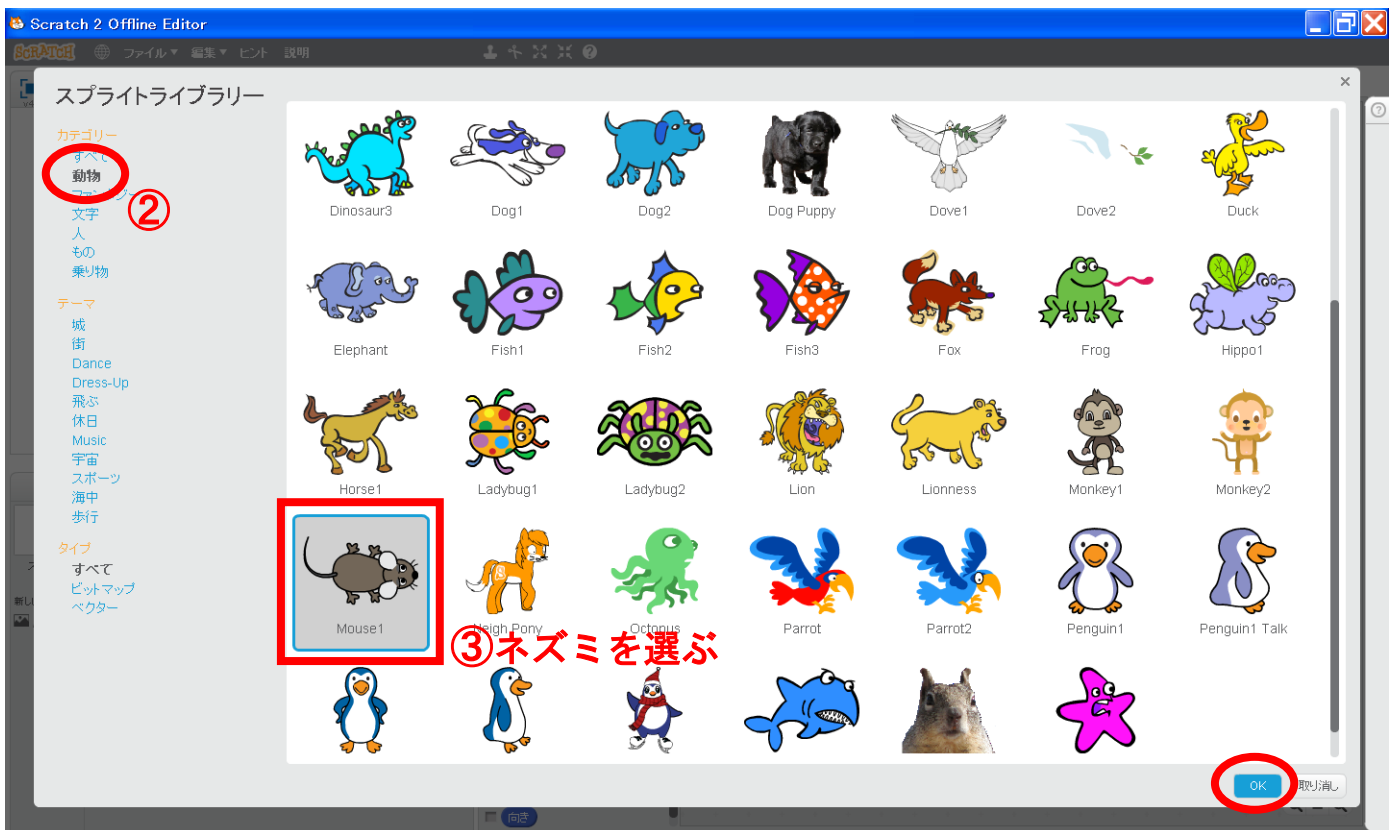 Scratch 2 Offline Editor
SCRATCH ファイル▼ 編集▼ ヒント 説明
スプライトライブラリー
カテゴリー
すべて
動物
②
文字
人
もの
乗り物
テーマ
城
街
Dance
Dress-Up
飛ぶ
休日
Music
宇宙
スポーツ
海中
歩行
タイプ
すべて
ビットマップ
ベクター
Dinosaur3 Dog1 Dog2 Dog Puppy Dove1 Dove2 Duck
Elephant Fish1 Fish2 Fish3 Fox Frog Hippo1
Horse1 Ladybug1 Ladybug2 Lion Lionness Monkey1 Monkey2
Mouse1 Neigh Pony Octopus Parrot Parrot2 Penguin1 Penguin1 Talk
③ネズミを選ぶ
OK 取り消し
向き